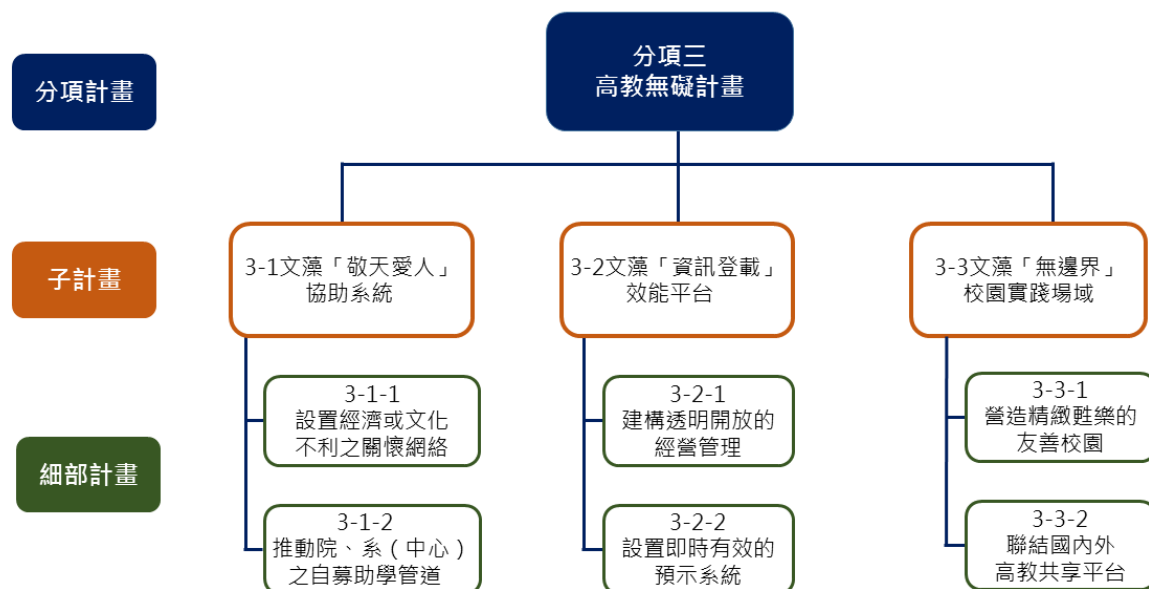 分項計畫
分項三
高教無礙計畫
子計畫
3-1文藻「敬天愛人」
協助系統
3-2文藻「資訊登載」
效能平台
3-3文藻「無邊界」
校園實踐場域
細部計畫
3-1-1
設置經濟或文化
不利之關懷網絡
3-2-1
建構透明開放的
經營管理
3-3-1
營造精緻甦樂的
友善校園
3-1-2
推動院、系（中心）
之自募助學管道
3-2-2
設置即時有效的
預示系統
3-3-2
聯結國內外
高教共享平台